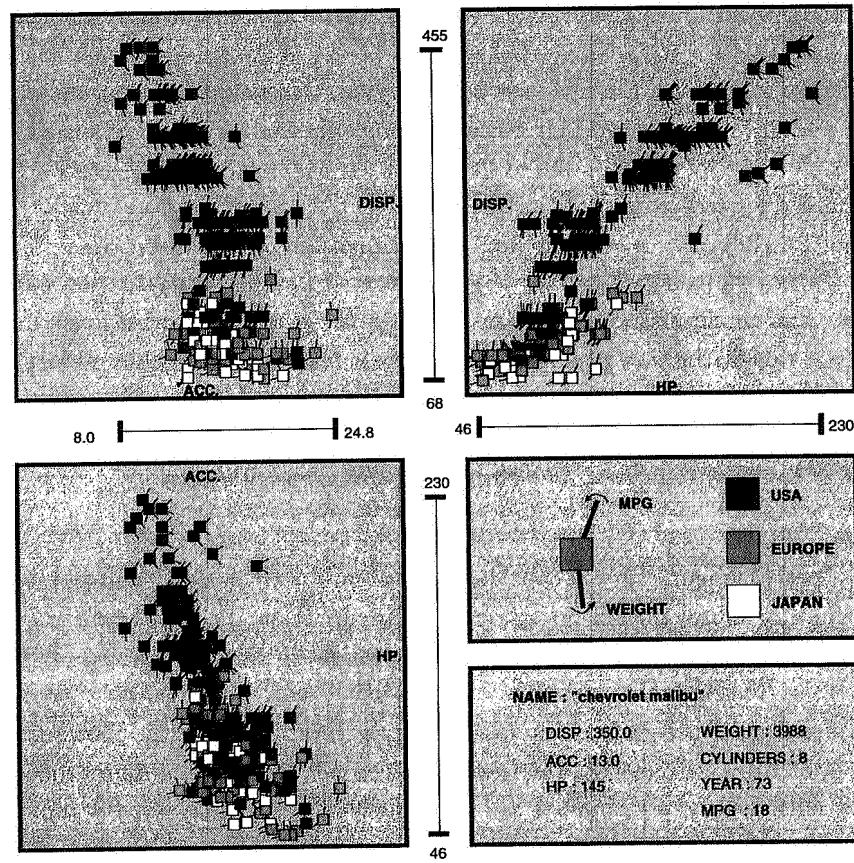 455
DISP.
DISP.
ACC.
68
HP.
8.0
24.8
46
230
ACC.
230
HP.
46
MPG
WEIGHT
USA
EUROPE
JAPAN
NAME : "chevrolet malibu"
DISP : 350.0
WEIGHT : 3988
ACC : 13.0
CYLINDERS : 8
HP : 145
YEAR : 73
MPG : 18